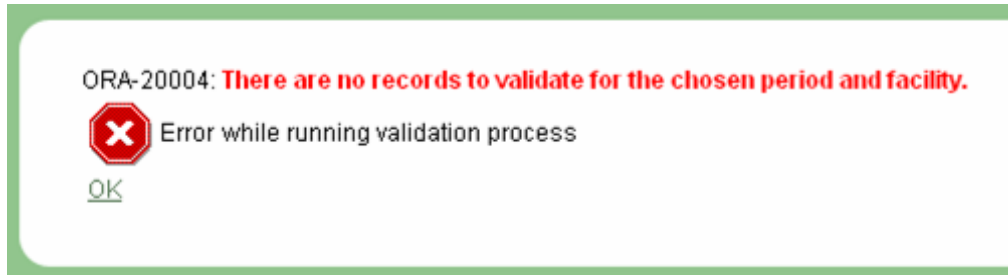 ORA-20004: There are no records to validate for the chosen period and facility.
Error while running validation process
OK